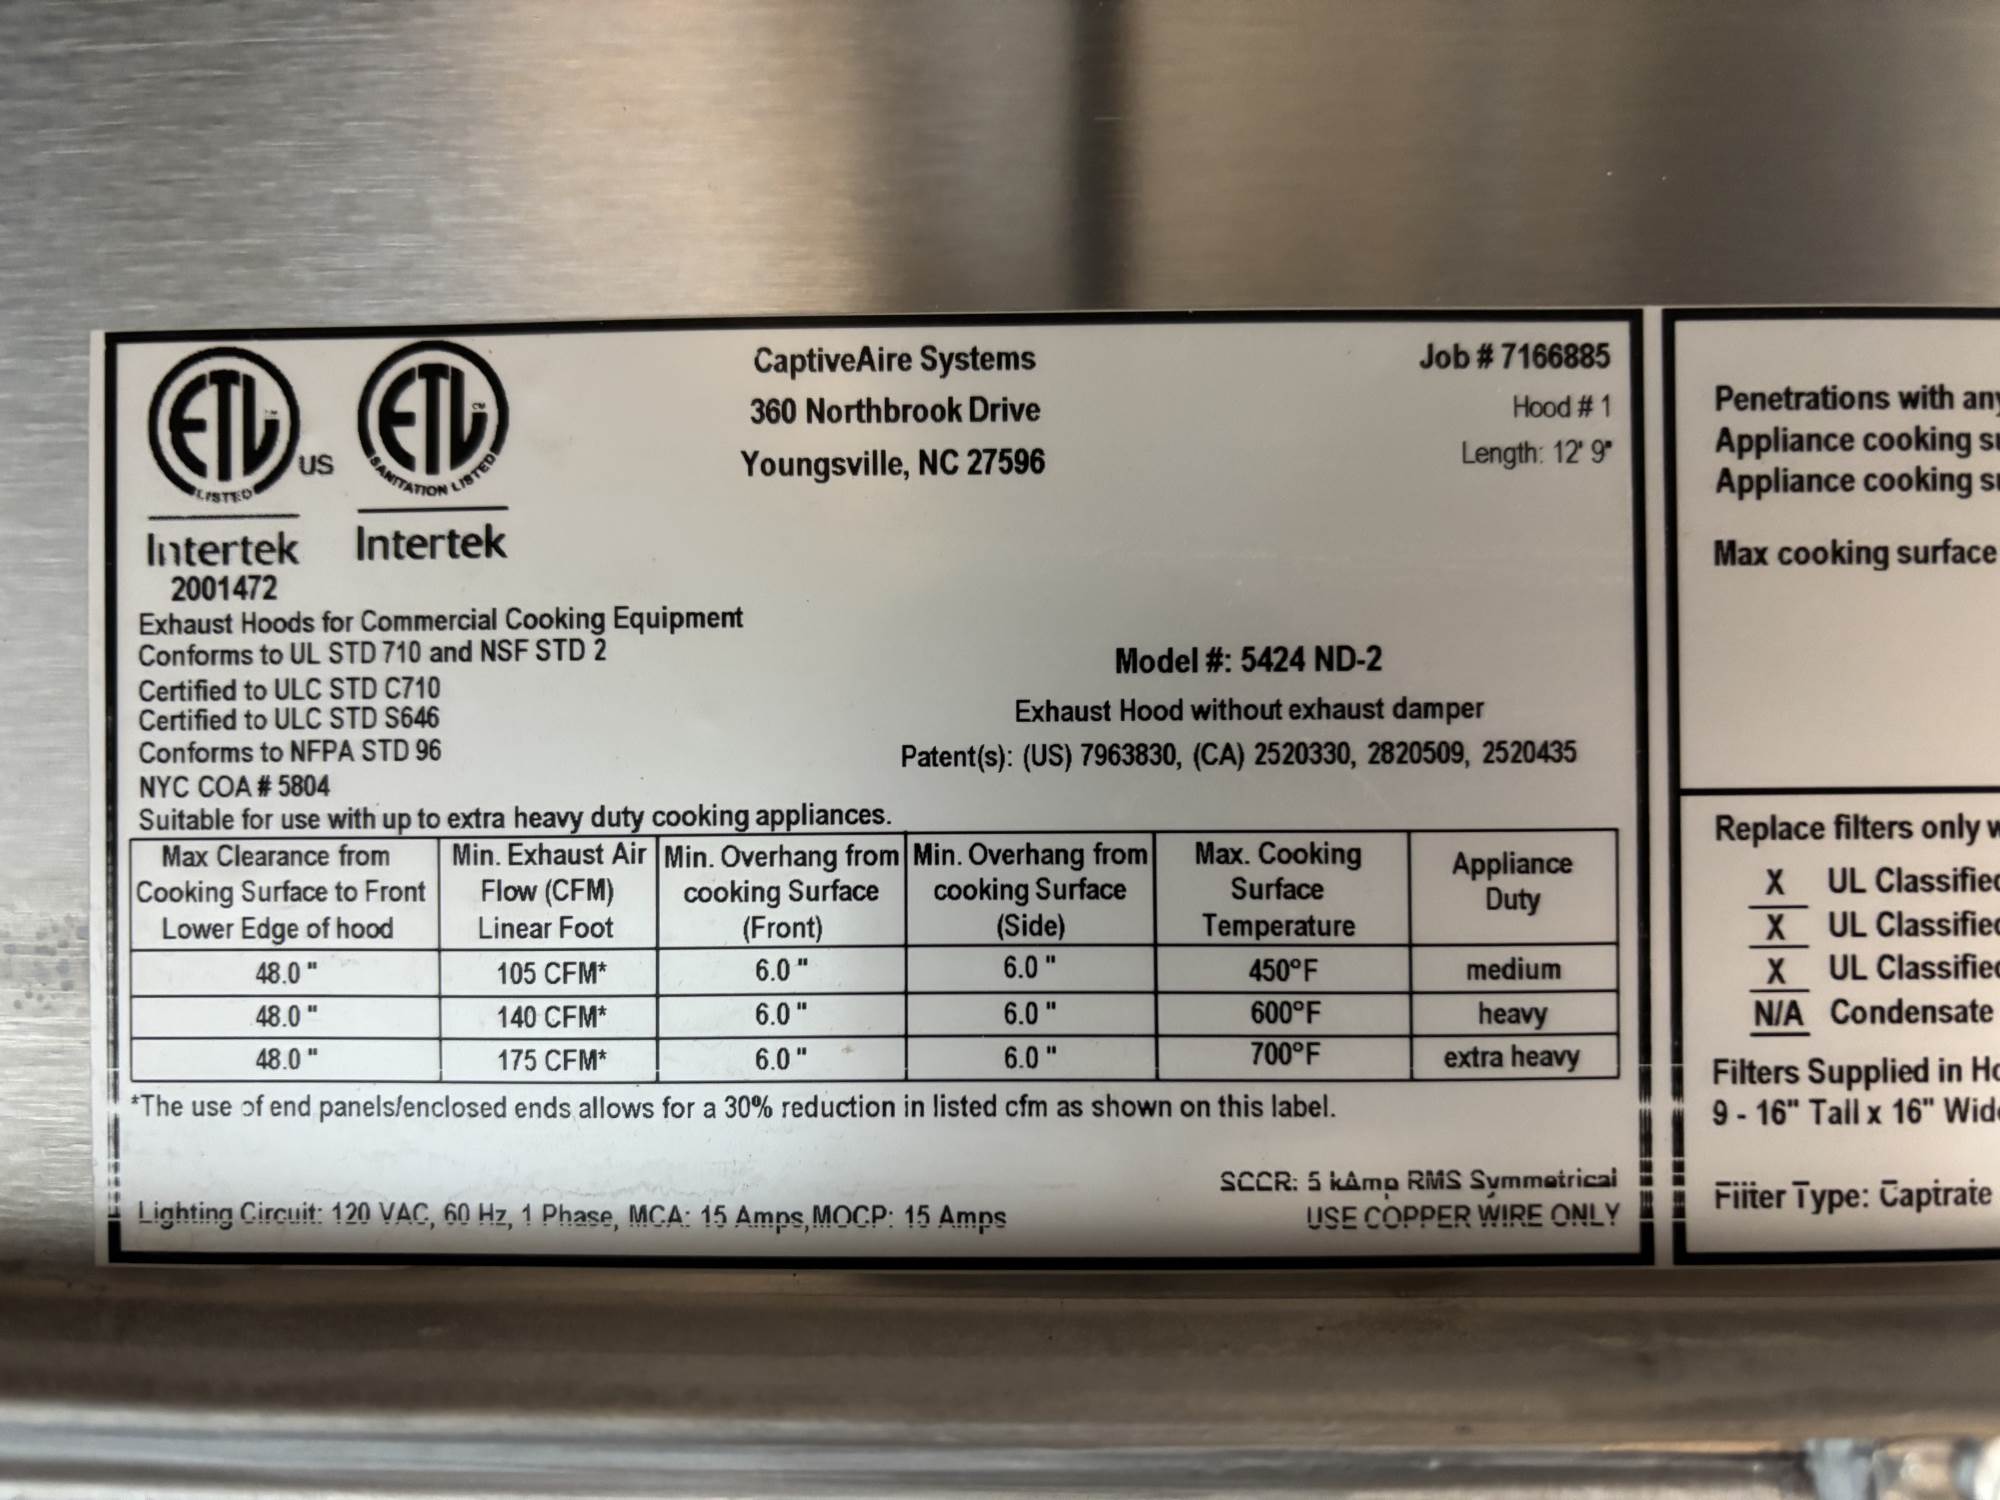 ETL
LISTED
US
Intertek
2001472
ETL
SANITATION LISTED
Intertek
CaptiveAire Systems
360 Northbrook Drive
Youngsville, NC 27596
Job # 7166885
Hood # 1
Length: 12' 9"
Exhaust Hoods for Commercial Cooking Equipment
Conforms to UL STD 710 and NSF STD 2
Certified to ULC STD C710
Certified to ULC STD S646
Conforms to NFPA STD 96
NYC COA # 5804
Model #: 5424 ND-2
Exhaust Hood without exhaust damper
Patent(s): (US) 7963830, (CA) 2520330, 2820509, 2520435
Suitable for use with up to extra heavy duty cooking appliances.
Max Clearance from Cooking Surface to Front Lower Edge of hood
Min. Exhaust Air Flow (CFM) Linear Foot
Min. Overhang from cooking Surface (Front)
Min. Overhang from cooking Surface (Side)
Max. Cooking Surface Temperature
Appliance Duty
48.0 " 105 CFM* 6.0 " 6.0 " 450°F medium
48.0 " 140 CFM* 6.0 " 6.0 " 600°F heavy
48.0 " 175 CFM* 6.0 " 6.0 " 700°F extra heavy
*The use of end panels/enclosed ends allows for a 30% reduction in listed cfm as shown on this label.
SCCR: 5 kAmp RMS Symmetrical
Lighting Circuit: 120 VAC, 60 Hz, 1 Phase, MCA: 15 Amps,MOCP: 15 Amps
USE COPPER WIRE ONLY
Penetrations with
Appliance cooking
Appliance cooking
Max cooking surface
Replace filters only
X UL
X UL
X UL
N/A Condensate
Filters Supplied in
9 - 16" Tall x 16"
Filter Type: Captrate